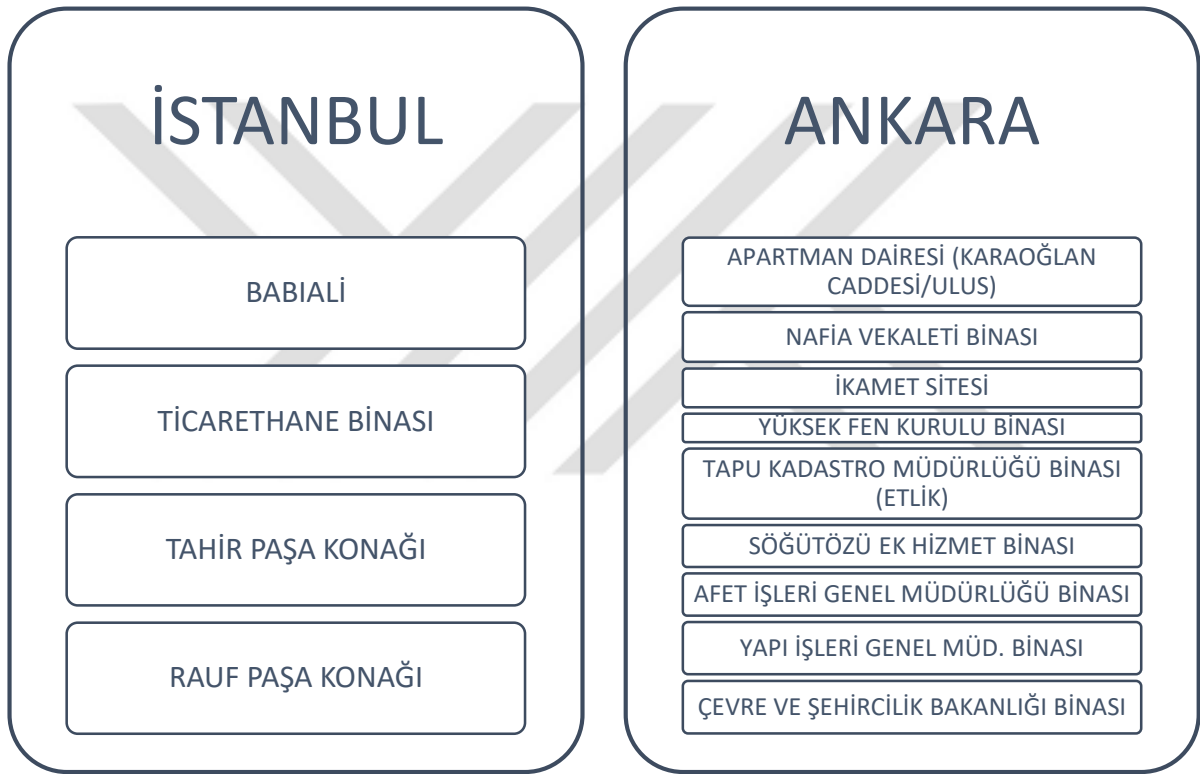 İSTANBUL
BABIALİ
TİCARETHANE BİNASI
TAHİR PAŞA KONAĞI
RAUF PAŞA KONAĞI
ANKARA
APARTMAN DAİRESİ (KARAOĞLAN
CADDESİ/ULUS)
NAFİA VEKALETİ BİNASI
İKAMET SİTESİ
YÜKSEK FEN KURULU BİNASI
TAPU KADASTRO MÜDÜRLÜĞÜ BİNASI
(ETLİK)
SÖĞÜTÖZÜ EK HİZMET BİNASI
AFET İŞLERİ GENEL MÜDÜRLÜĞÜ BİNASI
YAPI İŞLERİ GENEL MÜD. BİNASI
ÇEVRE VE ŞEHİRCİLİK BAKANLIĞI BİNASI